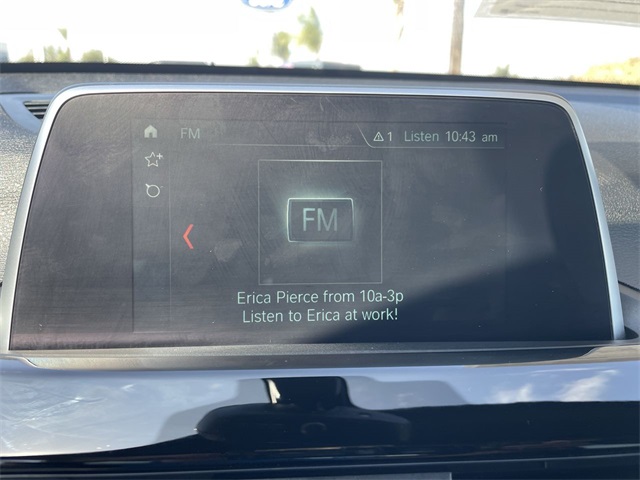 FM
1 Listen 10:43 am
FM
Erica Pierce from 10a-3p
Listen to Erica at work!